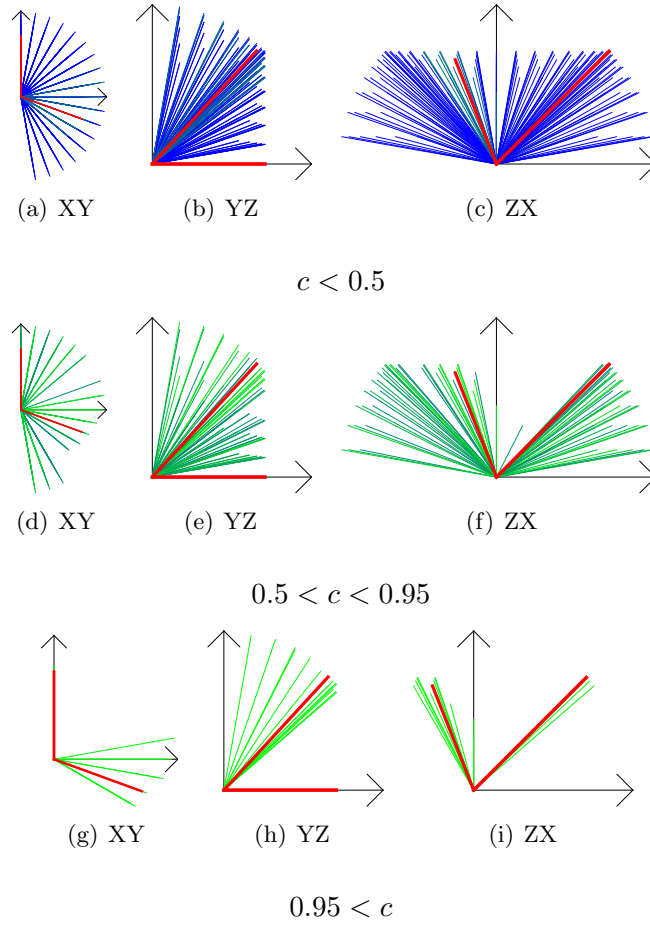 (a) XY (b) YZ (c) ZX
c < 0.5
(d) XY (e) YZ (f) ZX
0.5 < c < 0.95
(g) XY (h) YZ (i) ZX
0.95 < c